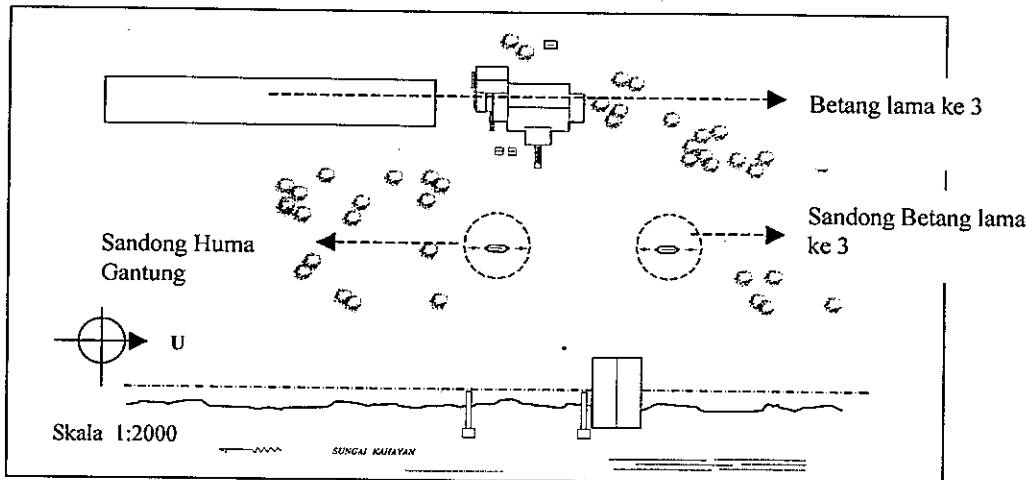 Betang lama ke 3
Sandong Betang lama
ke 3
Sandong Huma
Gantung
U
Skala 1:2000
SUNGAI KAHAYAN